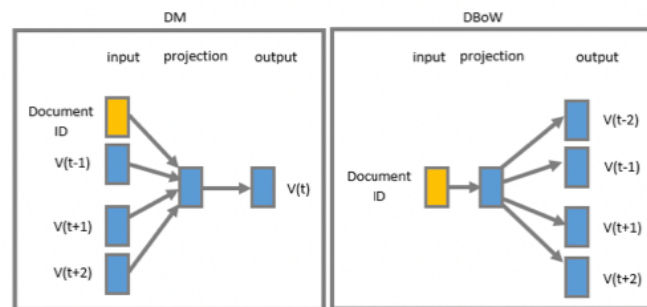 DM
input projection output
Document
ID
V(t-1)
V(t)
V(t+1)
V(t+2)
DBoW
input projection output
V(t-2)
V(t-1)
Document
ID
V(t+1)
V(t+2)